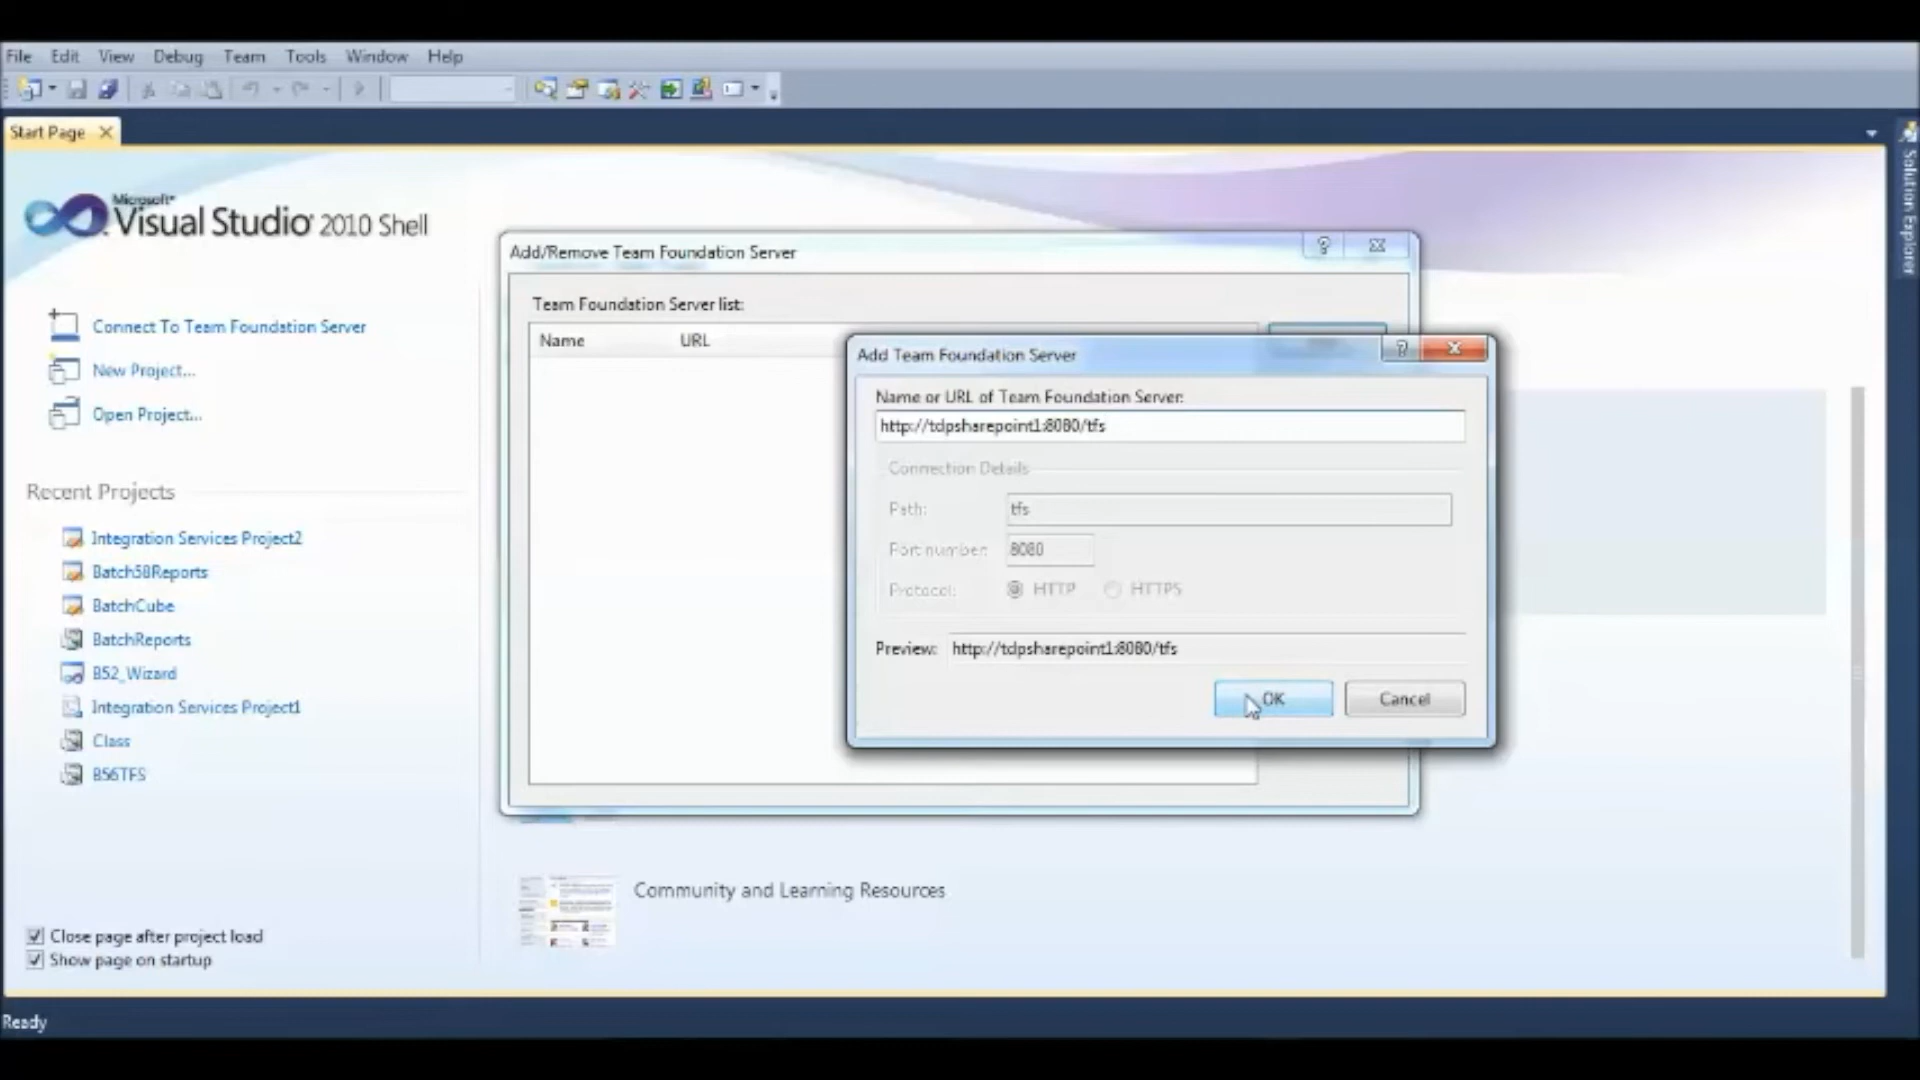 File Edit View Debug Team Tools Window Help
Start Page
Solution Explorer
Microsoft
Visual Studio 2010 Shell
Connect To Team Foundation Server
New Project...
Open Project...
Recent Projects
Integration Services Project2
Batch58Reports
BatchCube
BatchReports
B52_Wizard
Integration Services Project1
Class
B56TFS
Close page after project load
Show page on startup
Add/Remove Team Foundation Server
Team Foundation Server list:
Name URL
Add Team Foundation Server
Name or URL of Team Foundation Server:
http://tdpsharepoint1:8080/tfs
Connection Details
Path: tfs
Port number: 8080
Protocol: HTTP HTTPS
Preview: http://tdpsharepoint1:8080/tfs
OK Cancel
Community and Learning Resources
Ready